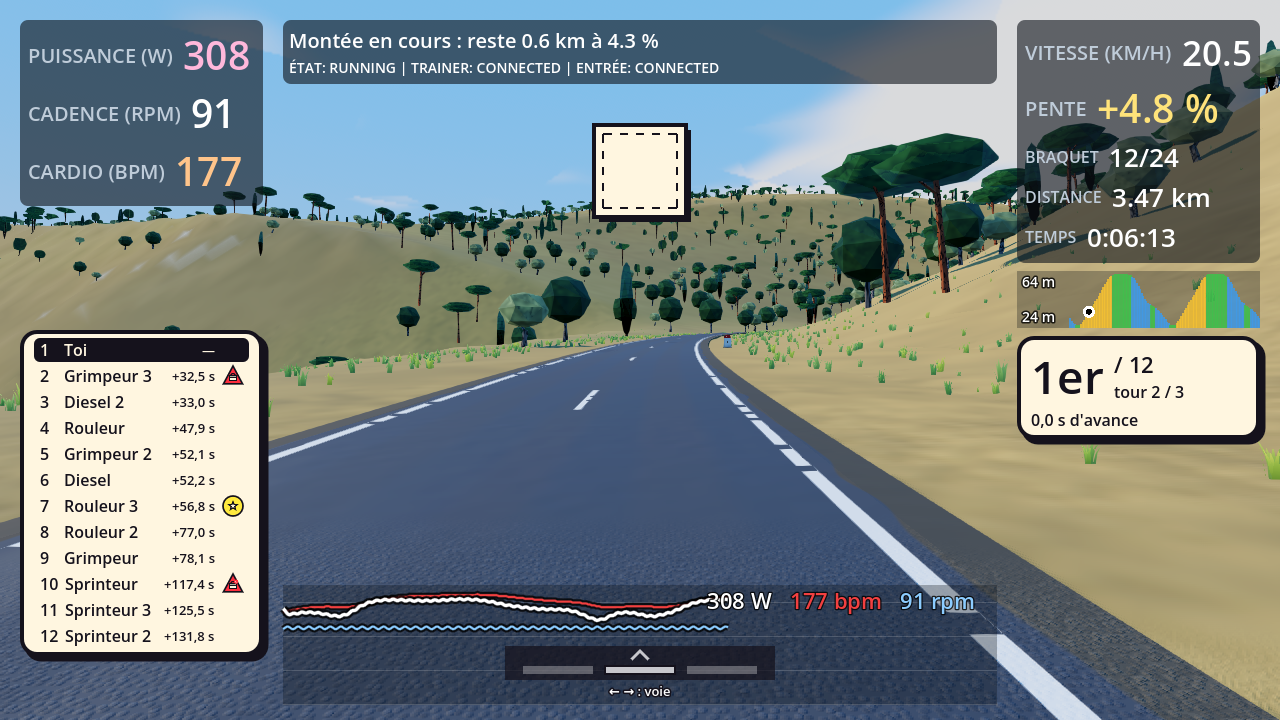 PUISSANCE (W) 308
CADENCE (RPM) 91
CARDIO (BPM) 177
Montée en cours : reste 0.6 km à 4.3 %
ÉTAT: RUNNING | TRAINER: CONNECTED | ENTRÉE: CONNECTED
VITESSE (KM/H) 20.5
PENTE +4.8 %
BRAQUET 12/24
DISTANCE 3.47 km
TEMPS 0:06:13
64 m
24 m
1er / 12
tour 2 / 3
0,0 s d'avance
1 Toi —
2 Grimpeur 3 +32,5 s
3 Diesel 2 +33,0 s
4 Rouleur +47,9 s
5 Grimpeur 2 +52,1 s
6 Diesel +52,2 s
7 Rouleur 3 +56,8 s
8 Rouleur 2 +77,0 s
9 Grimpeur +78,1 s
10 Sprinteur +117,4 s
11 Sprinteur 3 +125,5 s
12 Sprinteur 2 +131,8 s
308 W 177 bpm 91 rpm
← → : voie